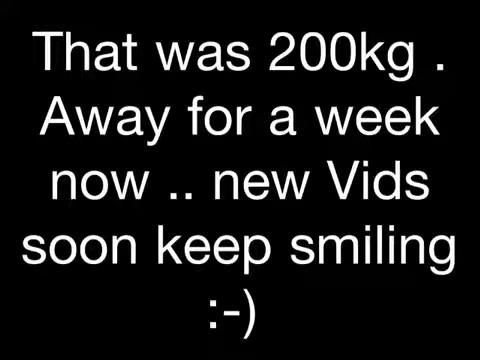 That was 200kg .
Away for a week
now .. new Vids
soon keep smiling
:-)